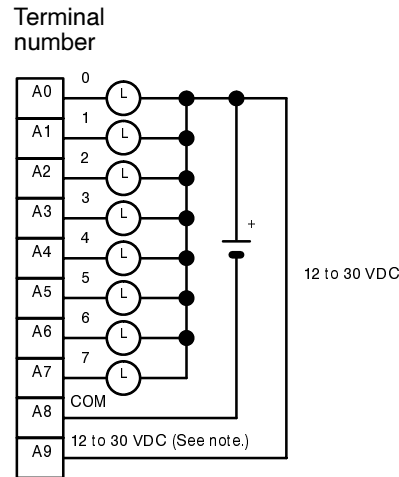 Terminal
number
0
A0 L
1
A1 L
2
A2 L
3
A3 L
4
A4 L
5
A5 L
6
A6 L
7
A7 L
COM
A8
12 to 30 VDC (See note.)
A9
+
12 to 30 VDC